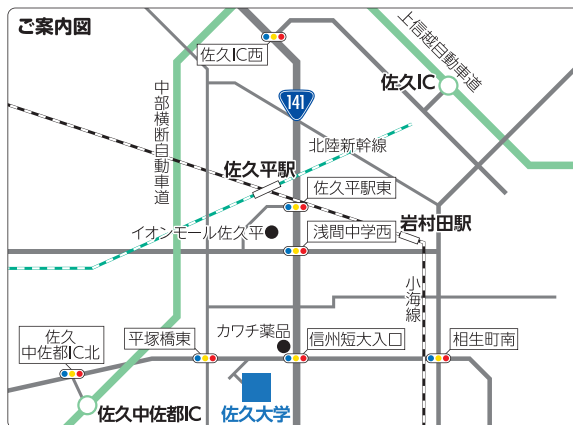 ご案内図
佐久IC西
上信越自動車道
佐久IC
141
中部横断自動車道
北陸新幹線
佐久平駅
佐久平駅東
イオンモール佐久平
浅間中学西
岩村田駅
小海線
佐久
中佐都IC北
平塚橋東
カワチ薬品
信州短大入口
相生町南
佐久中佐都IC
佐久大学